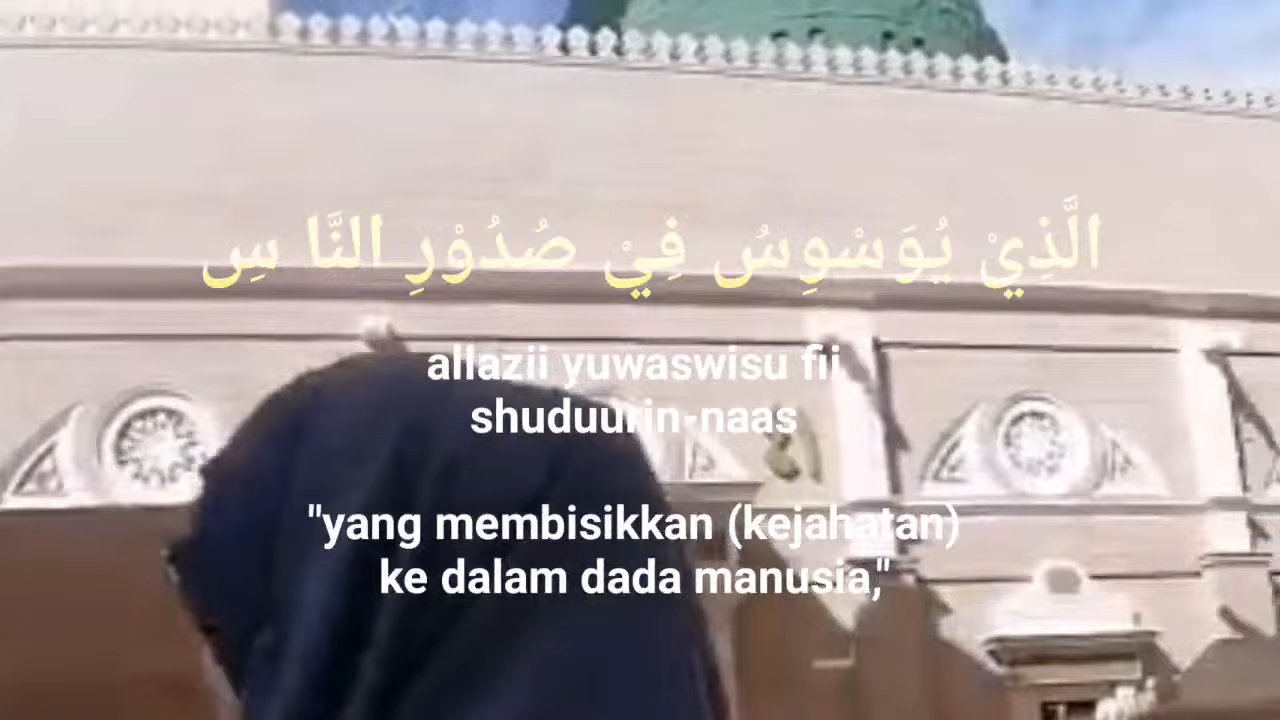 الَّذِيْ يُوَسْوِسُ فِيْ صُدُوْرِ النَّا سِ
allazii yuwaswisu fii
shuduurin-naas
"yang membisikkan (kejahatan)
ke dalam dada manusia,"